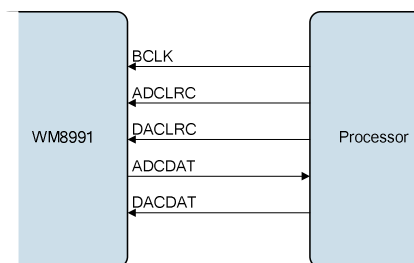 BCLK
ADCLRC
DACLRC
WM8991
Processor
ADCDAT
DACDAT